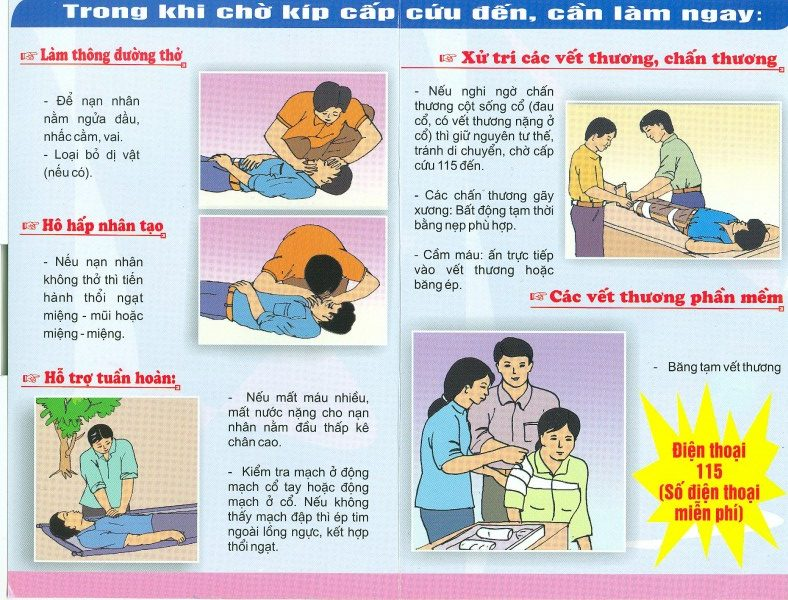 Trong khi chờ kíp cấp cứu đến, cần làm ngay:
☞ Làm thông đường thở
- Để nạn nhân
nằm ngửa đầu,
nhấc cằm, vai.
- Loại bỏ dị vật
(nếu có).
☞ Hô hấp nhân tạo
- Nếu nạn nhân
không thở thì tiến
hành thổi ngạt
miệng - mũi hoặc
miệng - miệng.
☞ Hỗ trợ tuần hoàn:
- Nếu mất máu nhiều,
mất nước nặng cho nạn
nhân nằm đầu thấp kê
chân cao.
- Kiểm tra mạch ở động
mạch cổ tay hoặc động
mạch ở cổ. Nếu không
thấy mạch đập thì ép tim
ngoài lồng ngực, kết hợp
thổi ngạt.
☞ Xử trí các vết thương, chấn thương
- Nếu nghi ngờ chấn
thương cột sống cổ (đau
cổ, có vết thương nặng ở
cổ) thì giữ nguyên tư thế,
tránh di chuyển, chờ cấp
cứu 115 đến.
- Các chấn thương gãy
xương: Bất động tạm thời
bằng nẹp phù hợp.
- Cầm máu: ấn trực tiếp
vào vết thương hoặc
băng ép.
☞ Các vết thương phần mềm
- Băng tạm vết thương
Điện thoại
115
(Số điện thoại
miễn phí)